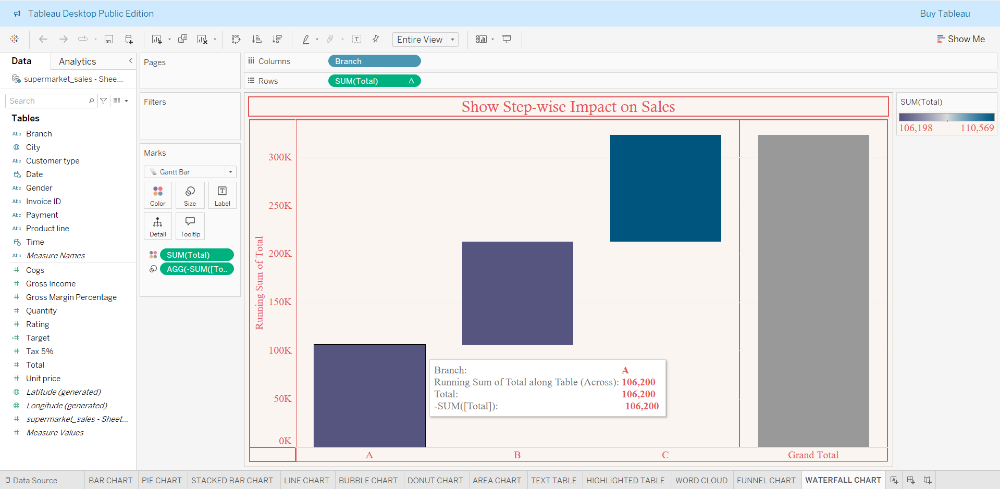 Tableau Desktop Public Edition
Buy Tableau
Entire View
Show Me
Data
Analytics
supermarket_sales - Shee...
Search
Tables
Abc Branch
City
Abc Customer type
Date
Abc Gender
Abc Invoice ID
Abc Payment
Abc Product line
Time
Abc Measure Names
# Cogs
# Gross Income
# Gross Margin Percentage
# Quantity
# Rating
=# Target
# Tax 5%
# Total
# Unit price
Latitude (generated)
Longitude (generated)
# supermarket_sales - Sheet...
# Measure Values
Pages
Filters
Marks
Gantt Bar
Color
Size
T
Label
Detail
Tooltip
SUM(Total)
AGG(-SUM([To..
Columns
Branch
Rows
SUM(Total) Δ
Show Step-wise Impact on Sales
Running Sum of Total
300K
250K
200K
150K
100K
50K
0K
A
B
C
Grand Total
Branch: A
Running Sum of Total along Table (Across): 106,200
Total: 106,200
-SUM([Total]): -106,200
SUM(Total)
106,198
110,569
Data Source
BAR CHART
PIE CHART
STACKED BAR CHART
LINE CHART
BUBBLE CHART
DONUT CHART
AREA CHART
TEXT TABLE
HIGHLIGHTED TABLE
WORD CLOUD
FUNNEL CHART
WATERFALL CHART